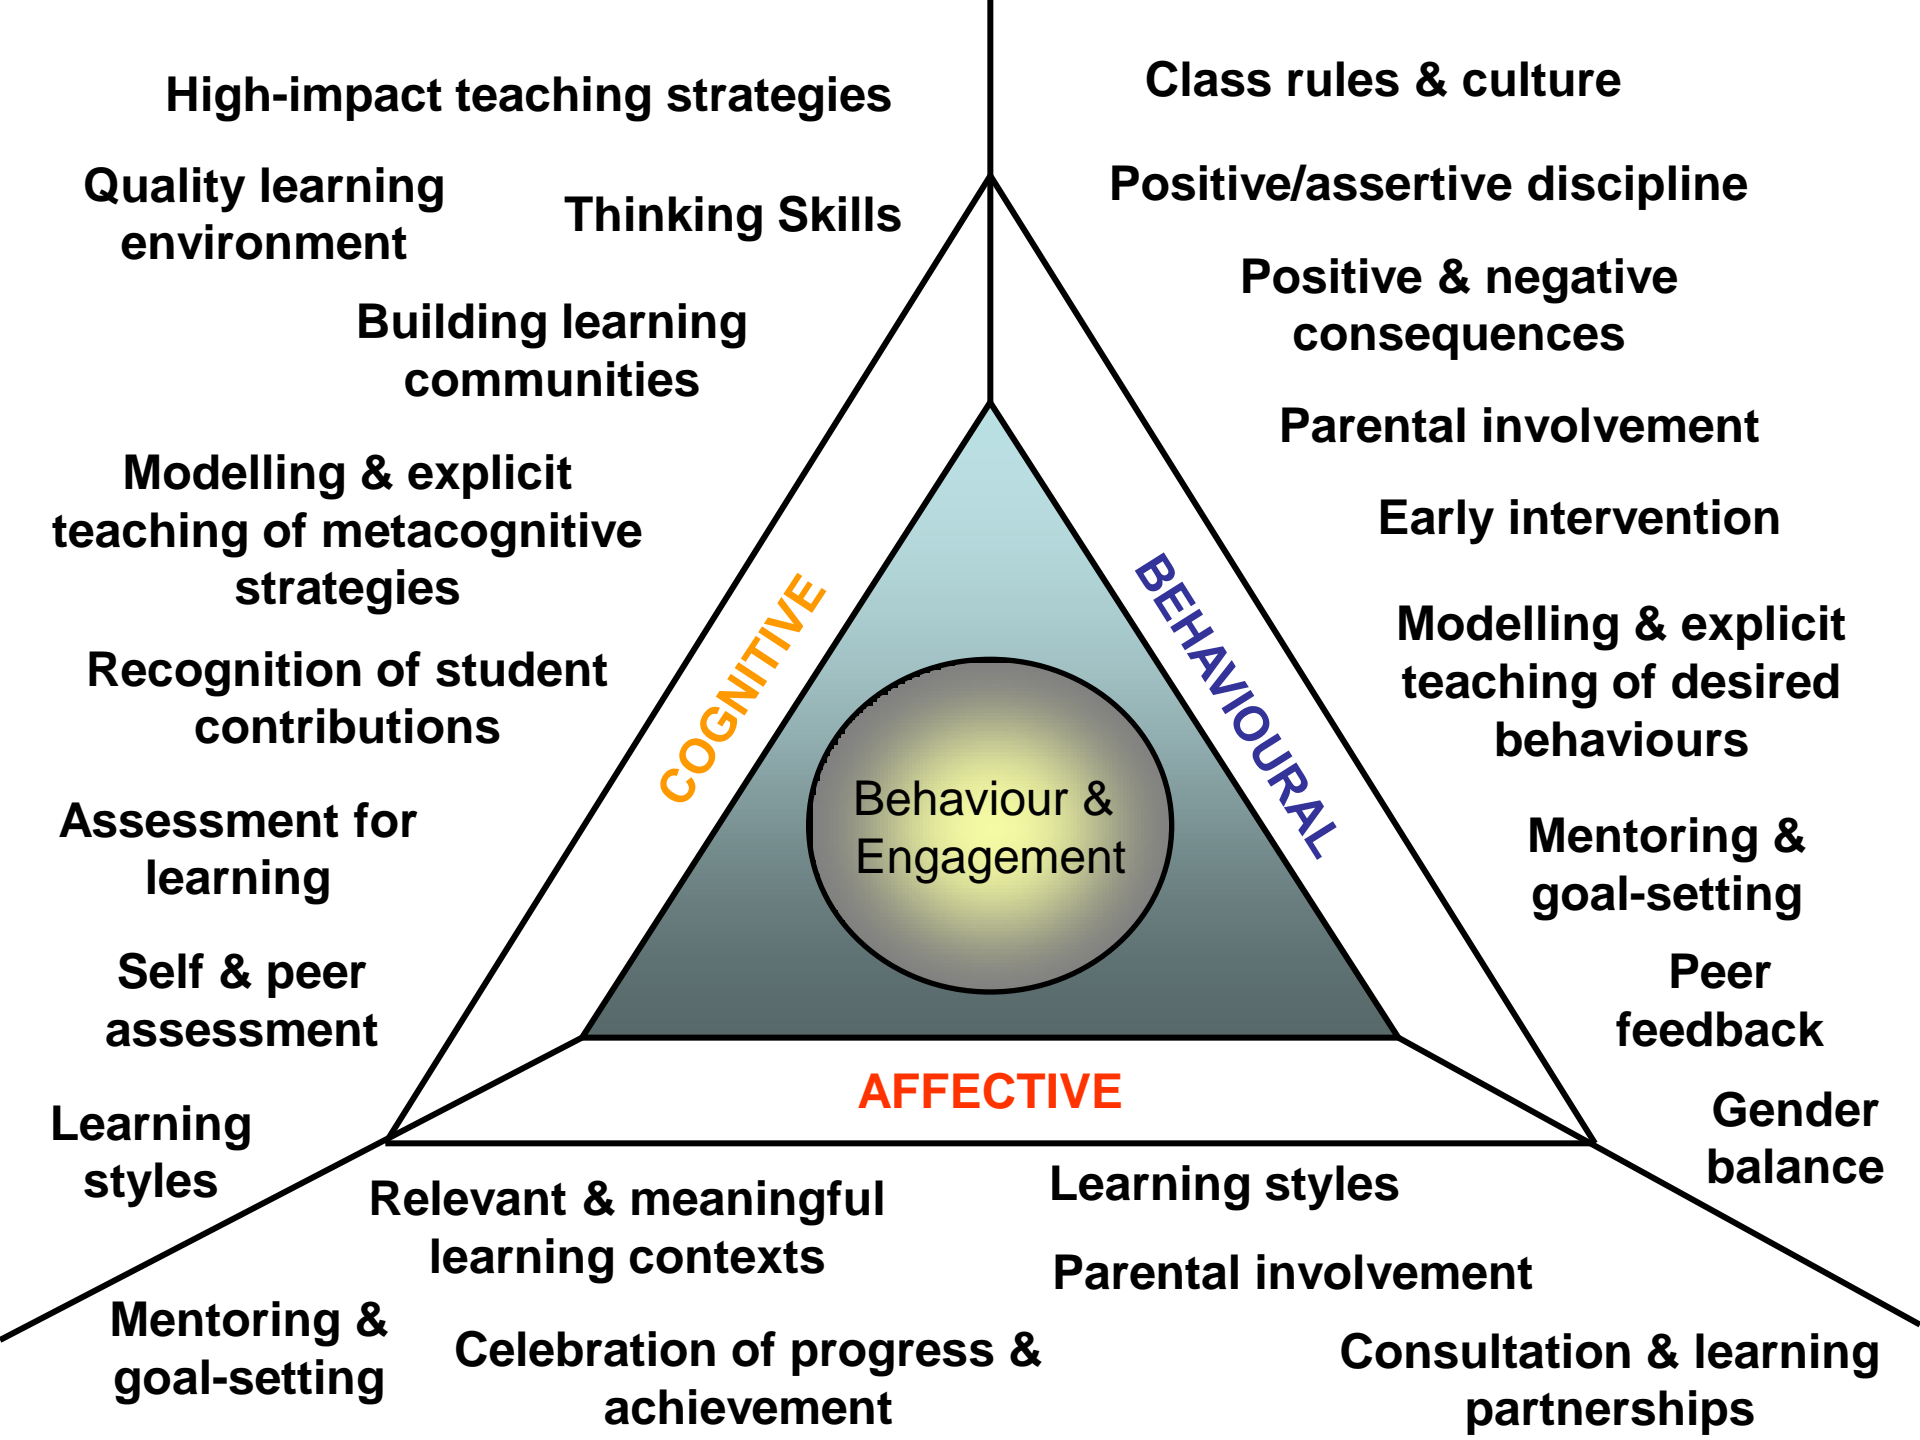 High-impact teaching strategies
Quality learning
environment
Thinking Skills
Building learning
communities
Modelling & explicit
teaching of metacognitive
strategies
Recognition of student
contributions
Assessment for
learning
Self & peer
assessment
Learning
styles
COGNITIVE
Class rules & culture
Positive/assertive discipline
Positive & negative
consequences
Parental involvement
Early intervention
Modelling & explicit
teaching of desired
behaviours
Mentoring &
goal-setting
Peer
feedback
Gender
balance
BEHAVIOURAL
Behaviour &
Engagement
AFFECTIVE
Relevant & meaningful
learning contexts
Learning styles
Parental involvement
Mentoring &
goal-setting
Celebration of progress &
achievement
Consultation & learning
partnerships